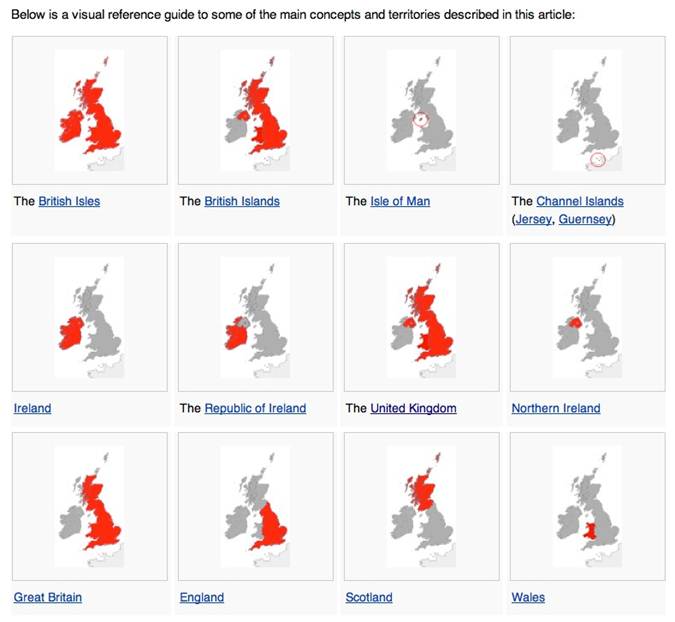 Below is a visual reference guide to some of the main concepts and territories described in this article:
The British Isles
The British Islands
The Isle of Man
The Channel Islands
(Jersey, Guernsey)
Ireland
The Republic of Ireland
The United Kingdom
Northern Ireland
Great Britain
England
Scotland
Wales